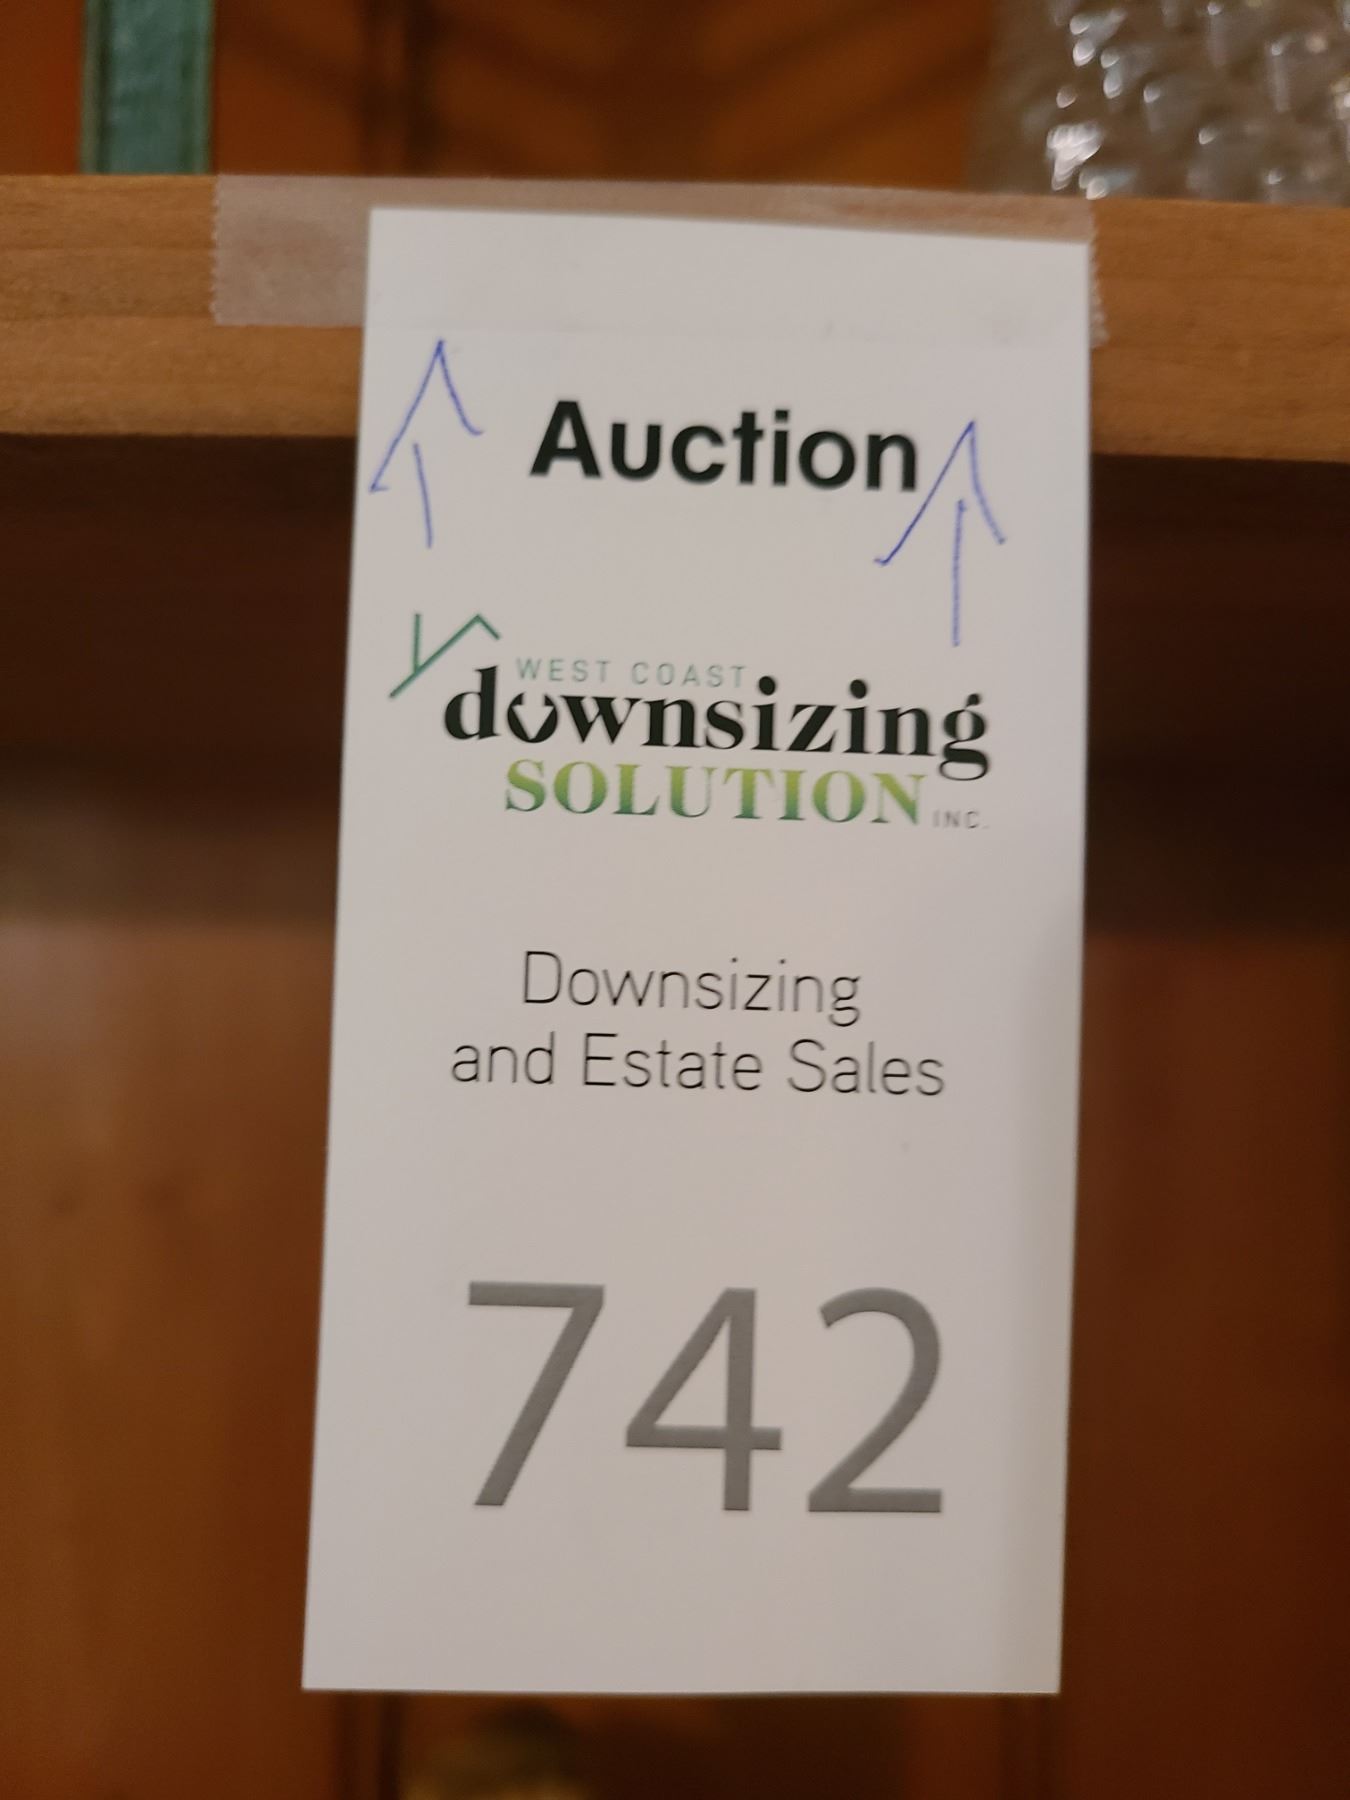 Auction
WEST COAST
downsizing
SOLUTION INC.
Downsizing
and Estate Sales
742